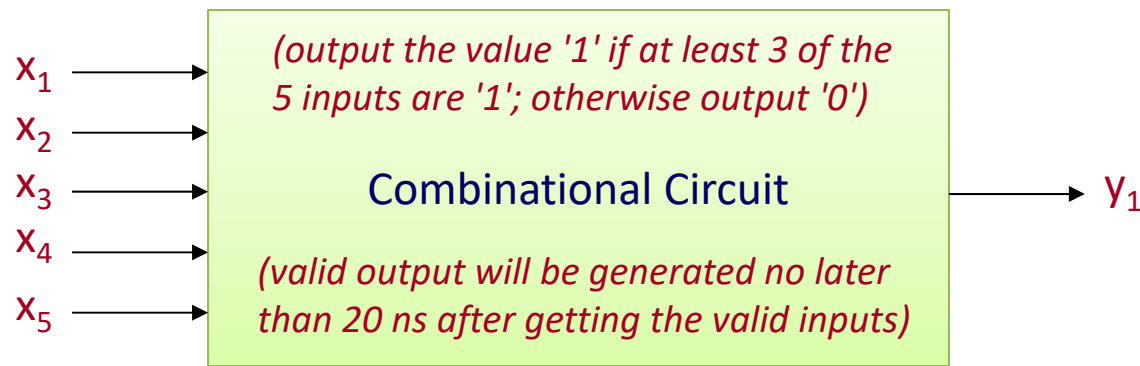 (output the value '1' if at least 3 of the
5 inputs are '1'; otherwise output '0')
x₁
x₂
x₃
x₄
x₅
Combinational Circuit
y₁
(valid output will be generated no later
than 20 ns after getting the valid inputs)